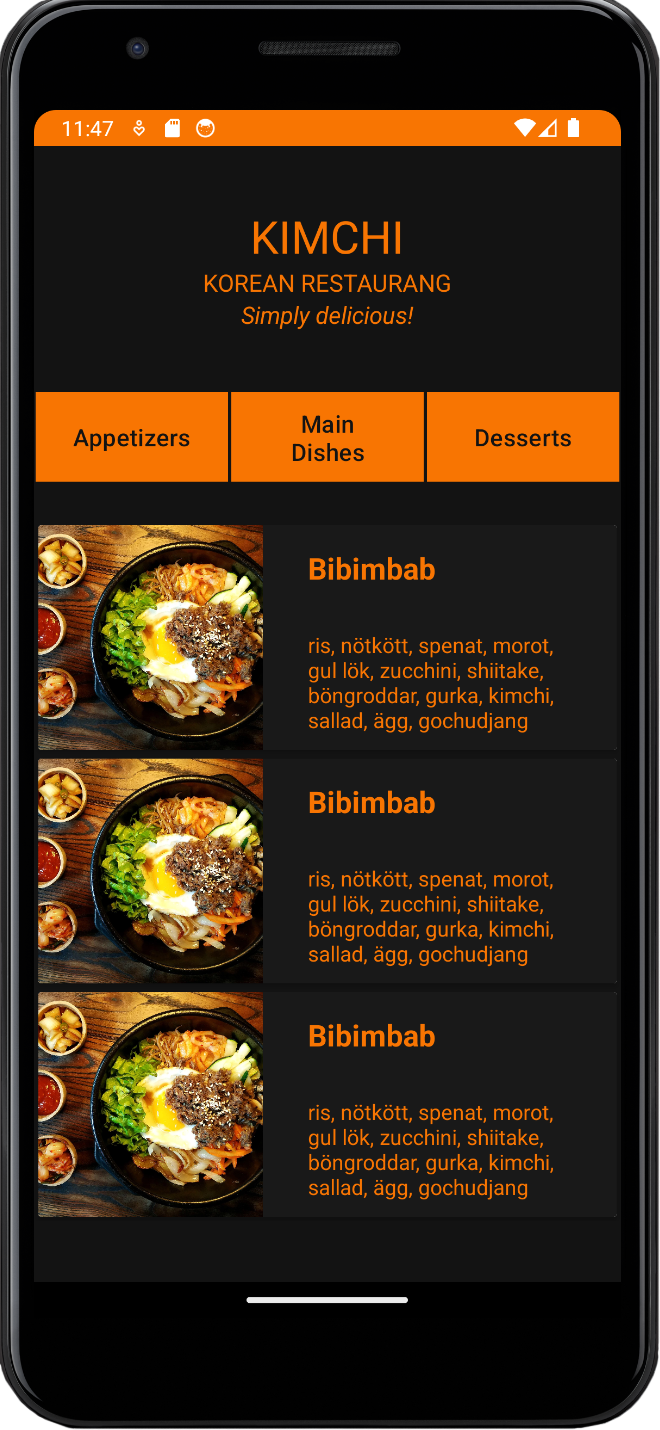 11:47
KIMCHI
KOREAN RESTAURANG
Simply delicious!
Appetizers
Main
Dishes
Desserts
Bibimbab
ris, nötkött, spenat, morot,
gul lök, zucchini, shiitake,
böngroddar, gurka, kimchi,
sallad, ägg, gochudjang
Bibimbab
ris, nötkött, spenat, morot,
gul lök, zucchini, shiitake,
böngroddar, gurka, kimchi,
sallad, ägg, gochudjang
Bibimbab
ris, nötkött, spenat, morot,
gul lök, zucchini, shiitake,
böngroddar, gurka, kimchi,
sallad, ägg, gochudjang